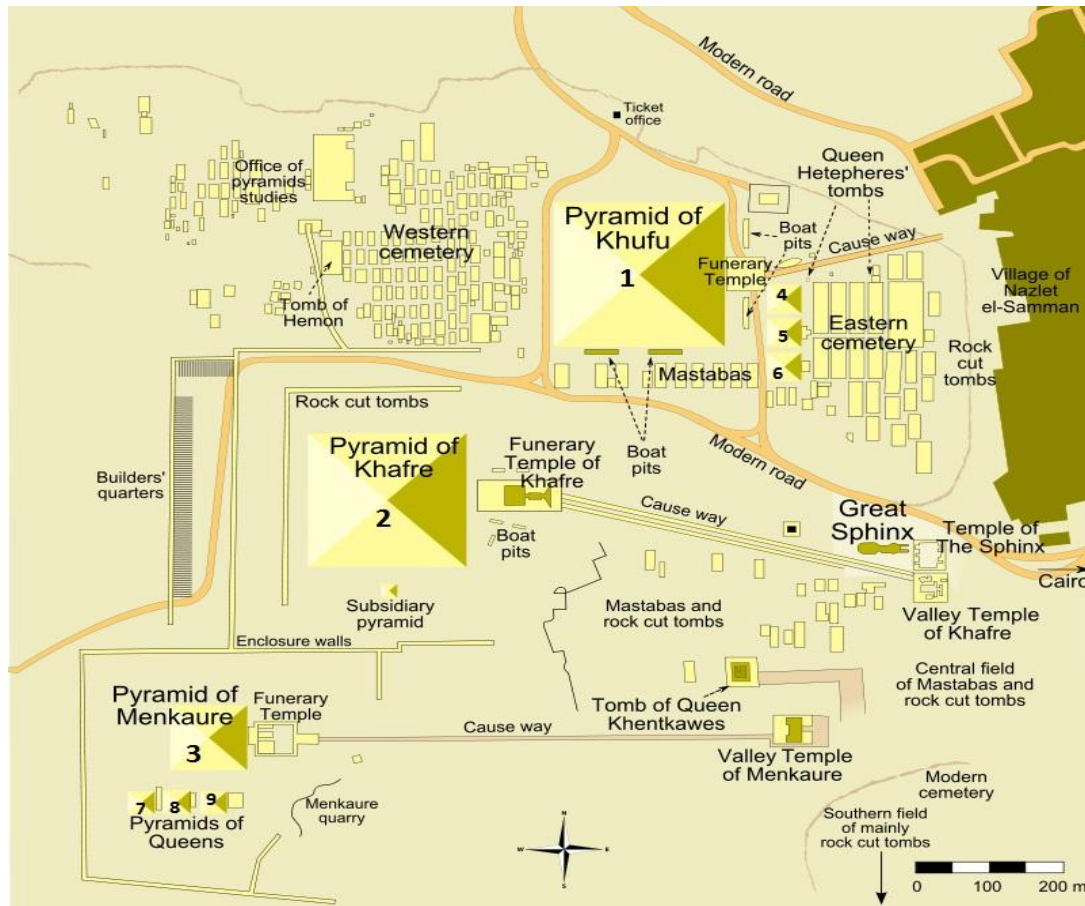 Modern road
Ticket
office
Queen
Hetepheres'
tombs
Office of
pyramids
studies
Western
cemetery
Tomb of
Hemon
Pyramid of
Khufu
1
Boat
pits
Cause way
Funerary
Temple
4
5
6
Eastern
cemetery
Village of
Nazlet
el-Samman
Rock
cut
tombs
Mastabas
Boat
pits
Modern road
Rock cut tombs
Builders'
quarters
Pyramid of
Khafre
2
Funerary
Temple of
Khafre
Boat
pits
Cause way
Great
Sphinx
Temple of
The Sphinx
Cairo
Valley Temple
of Khafre
Subsidiary
pyramid
Mastabas and
rock cut tombs
Enclosure walls
Central field
of Mastabas and
rock cut tombs
Tomb of Queen
Khentkawes
Pyramid of
Menkaure
3
Funerary
Temple
Cause way
Valley Temple
of Menkaure
7 8 9
Pyramids of
Queens
Menkaure
quarry
N
W E
S
Modern
cemetery
Southern field
of mainly
rock cut tombs
0 100 200 m